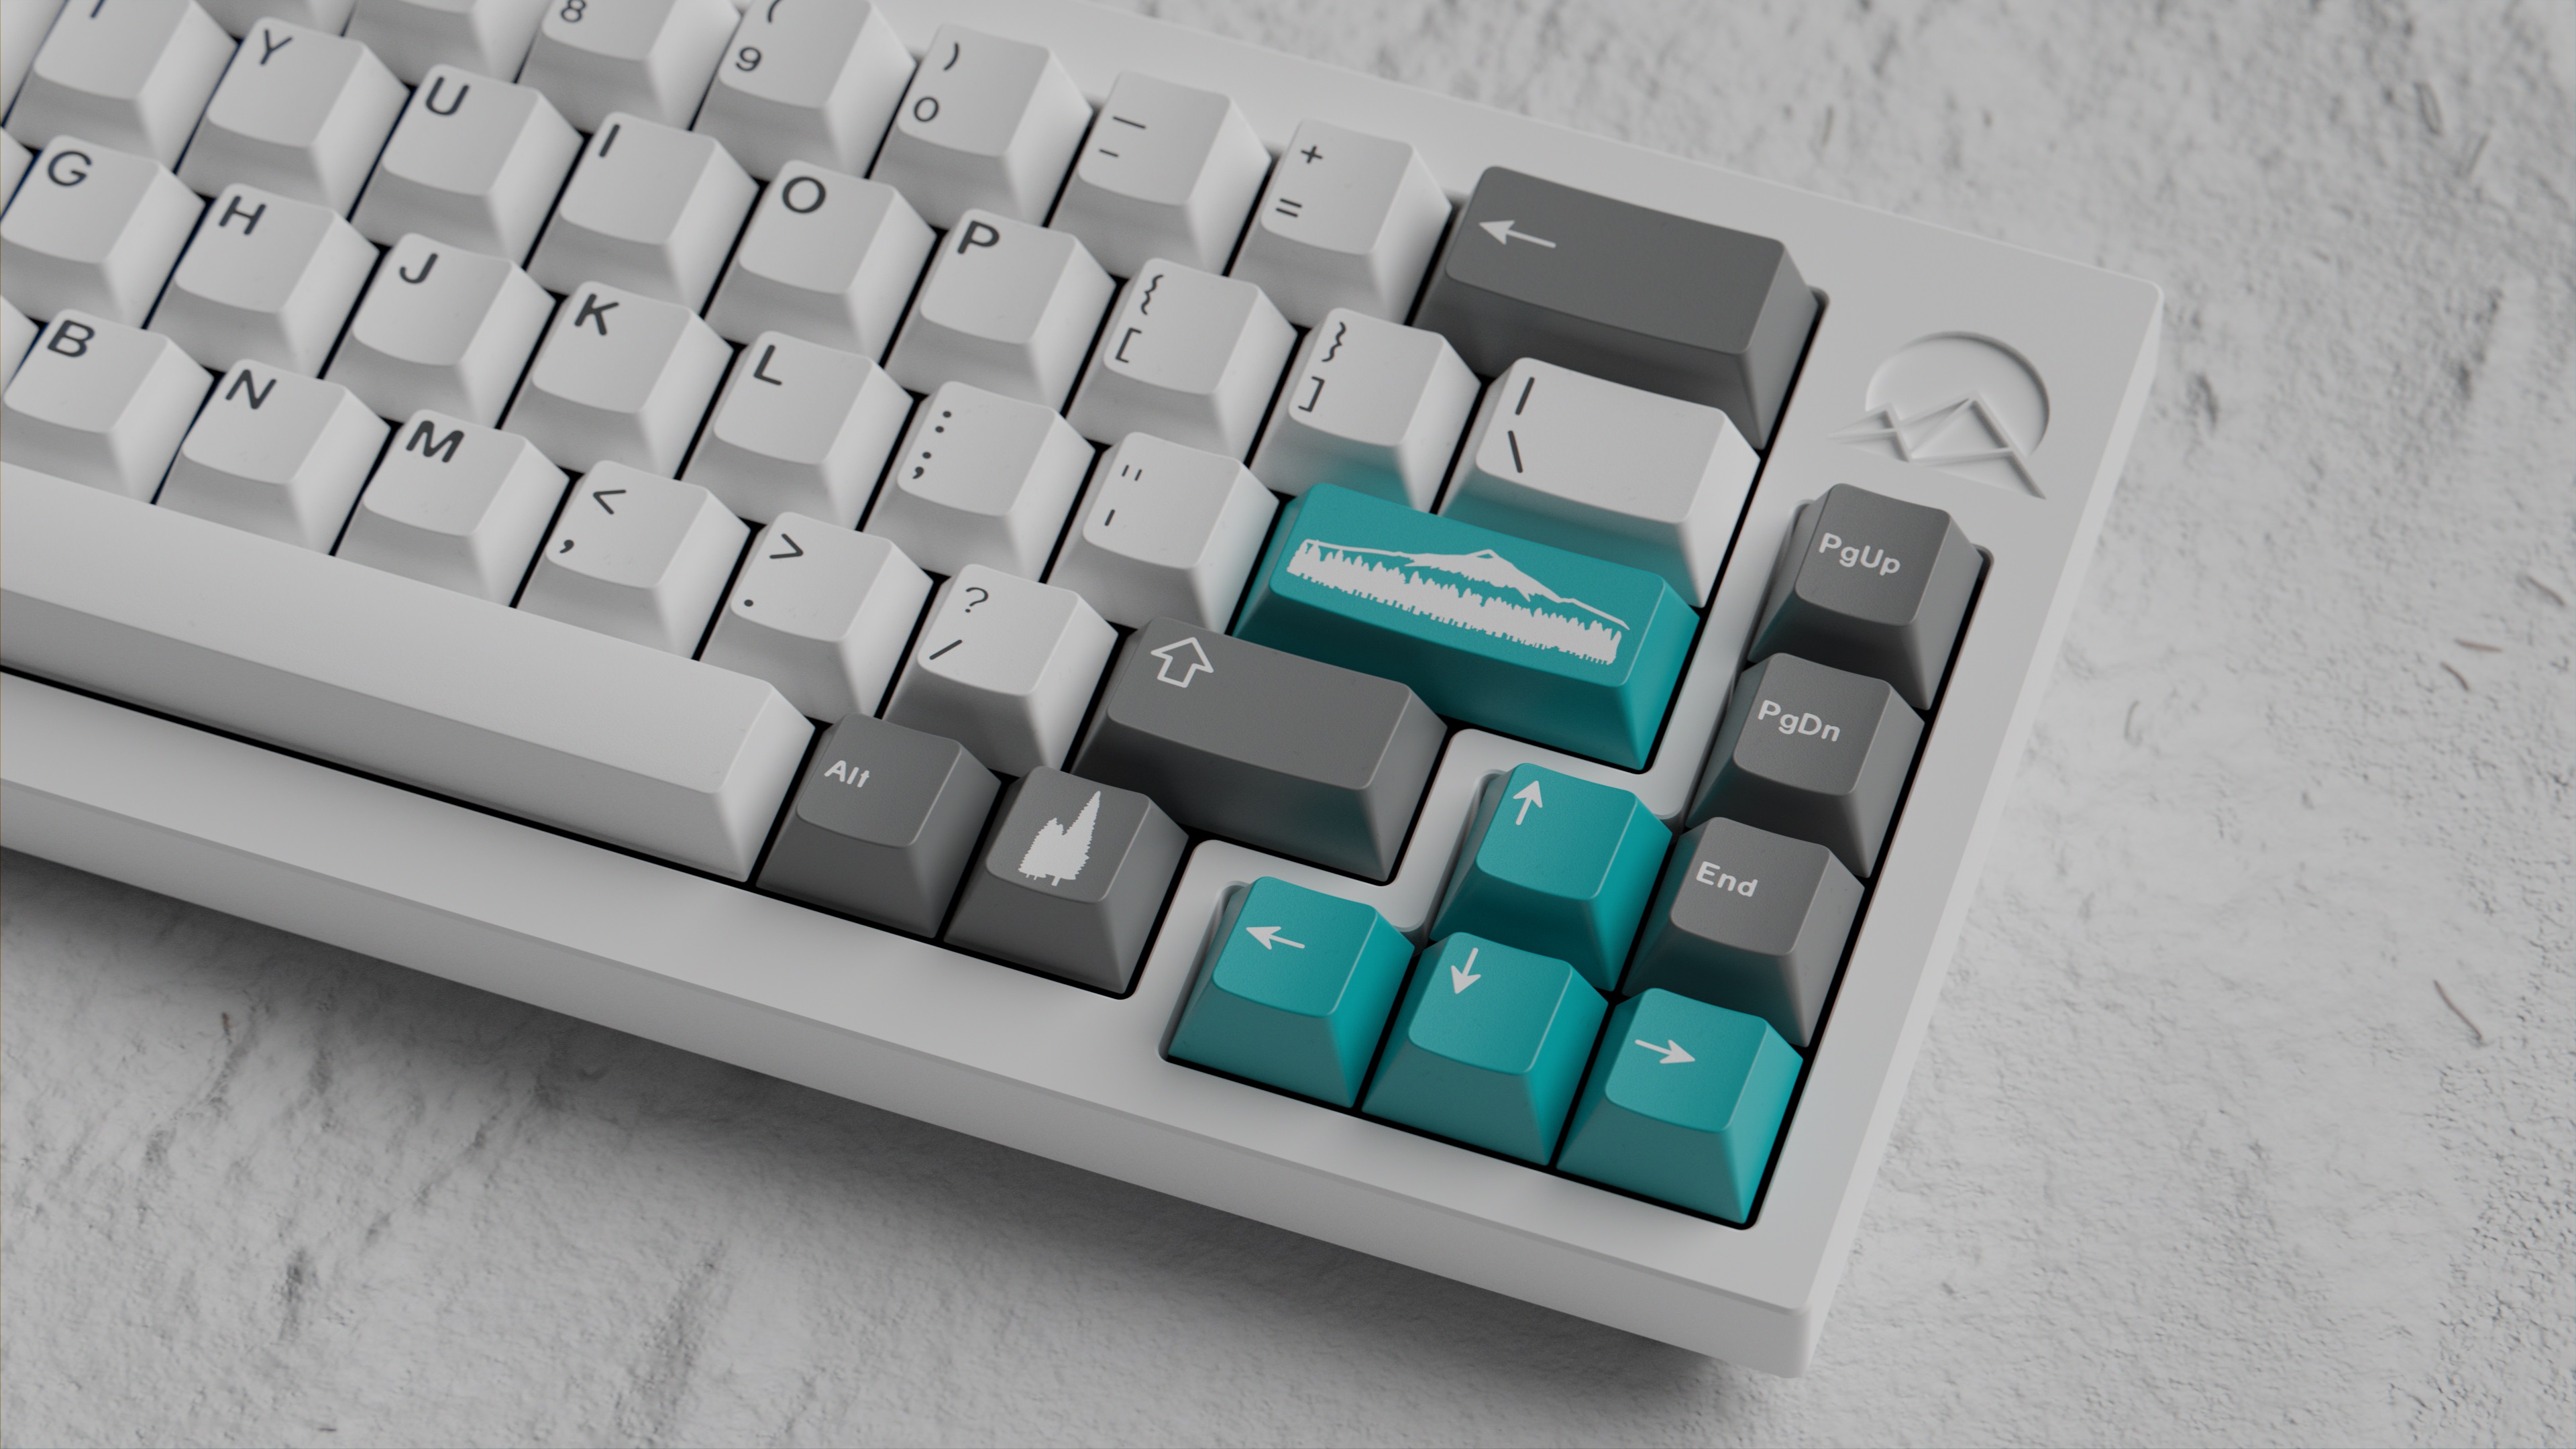 8
( 9
) 0
— -
+ =
←
Y
U
I
O
P
{ [
} ]
| \
G
H
J
K
L
: ;
" '
PgUp
B
N
M
< ,
> .
? /
⇧
PgDn
Alt
↑
End
←
↓
→